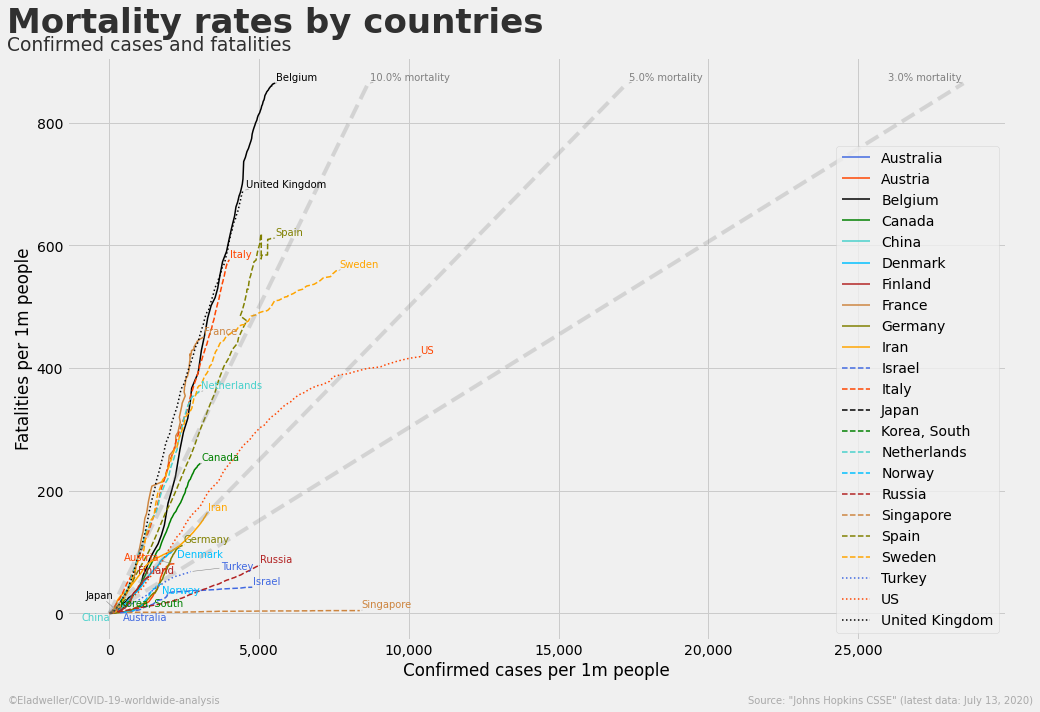 Mortality rates by countries
Confirmed cases and fatalities
Belgium
10.0% mortality
5.0% mortality
3.0% mortality
United Kingdom
Spain
Italy
Sweden
France
US
Netherlands
Canada
Iran
Germany
Denmark
Austria
Finland
Turkey
Russia
Israel
Norway
Japan
Korea, South
Singapore
China
Australia
800
600
400
200
0
Fatalities per 1m people
0
5,000
10,000
15,000
20,000
25,000
Confirmed cases per 1m people
Australia
Austria
Belgium
Canada
China
Denmark
Finland
France
Germany
Iran
Israel
Italy
Japan
Korea, South
Netherlands
Norway
Russia
Singapore
Spain
Sweden
Turkey
US
United Kingdom
©Eladweller/COVID-19-worldwide-analysis
Source: "Johns Hopkins CSSE" (latest data: July 13, 2020)